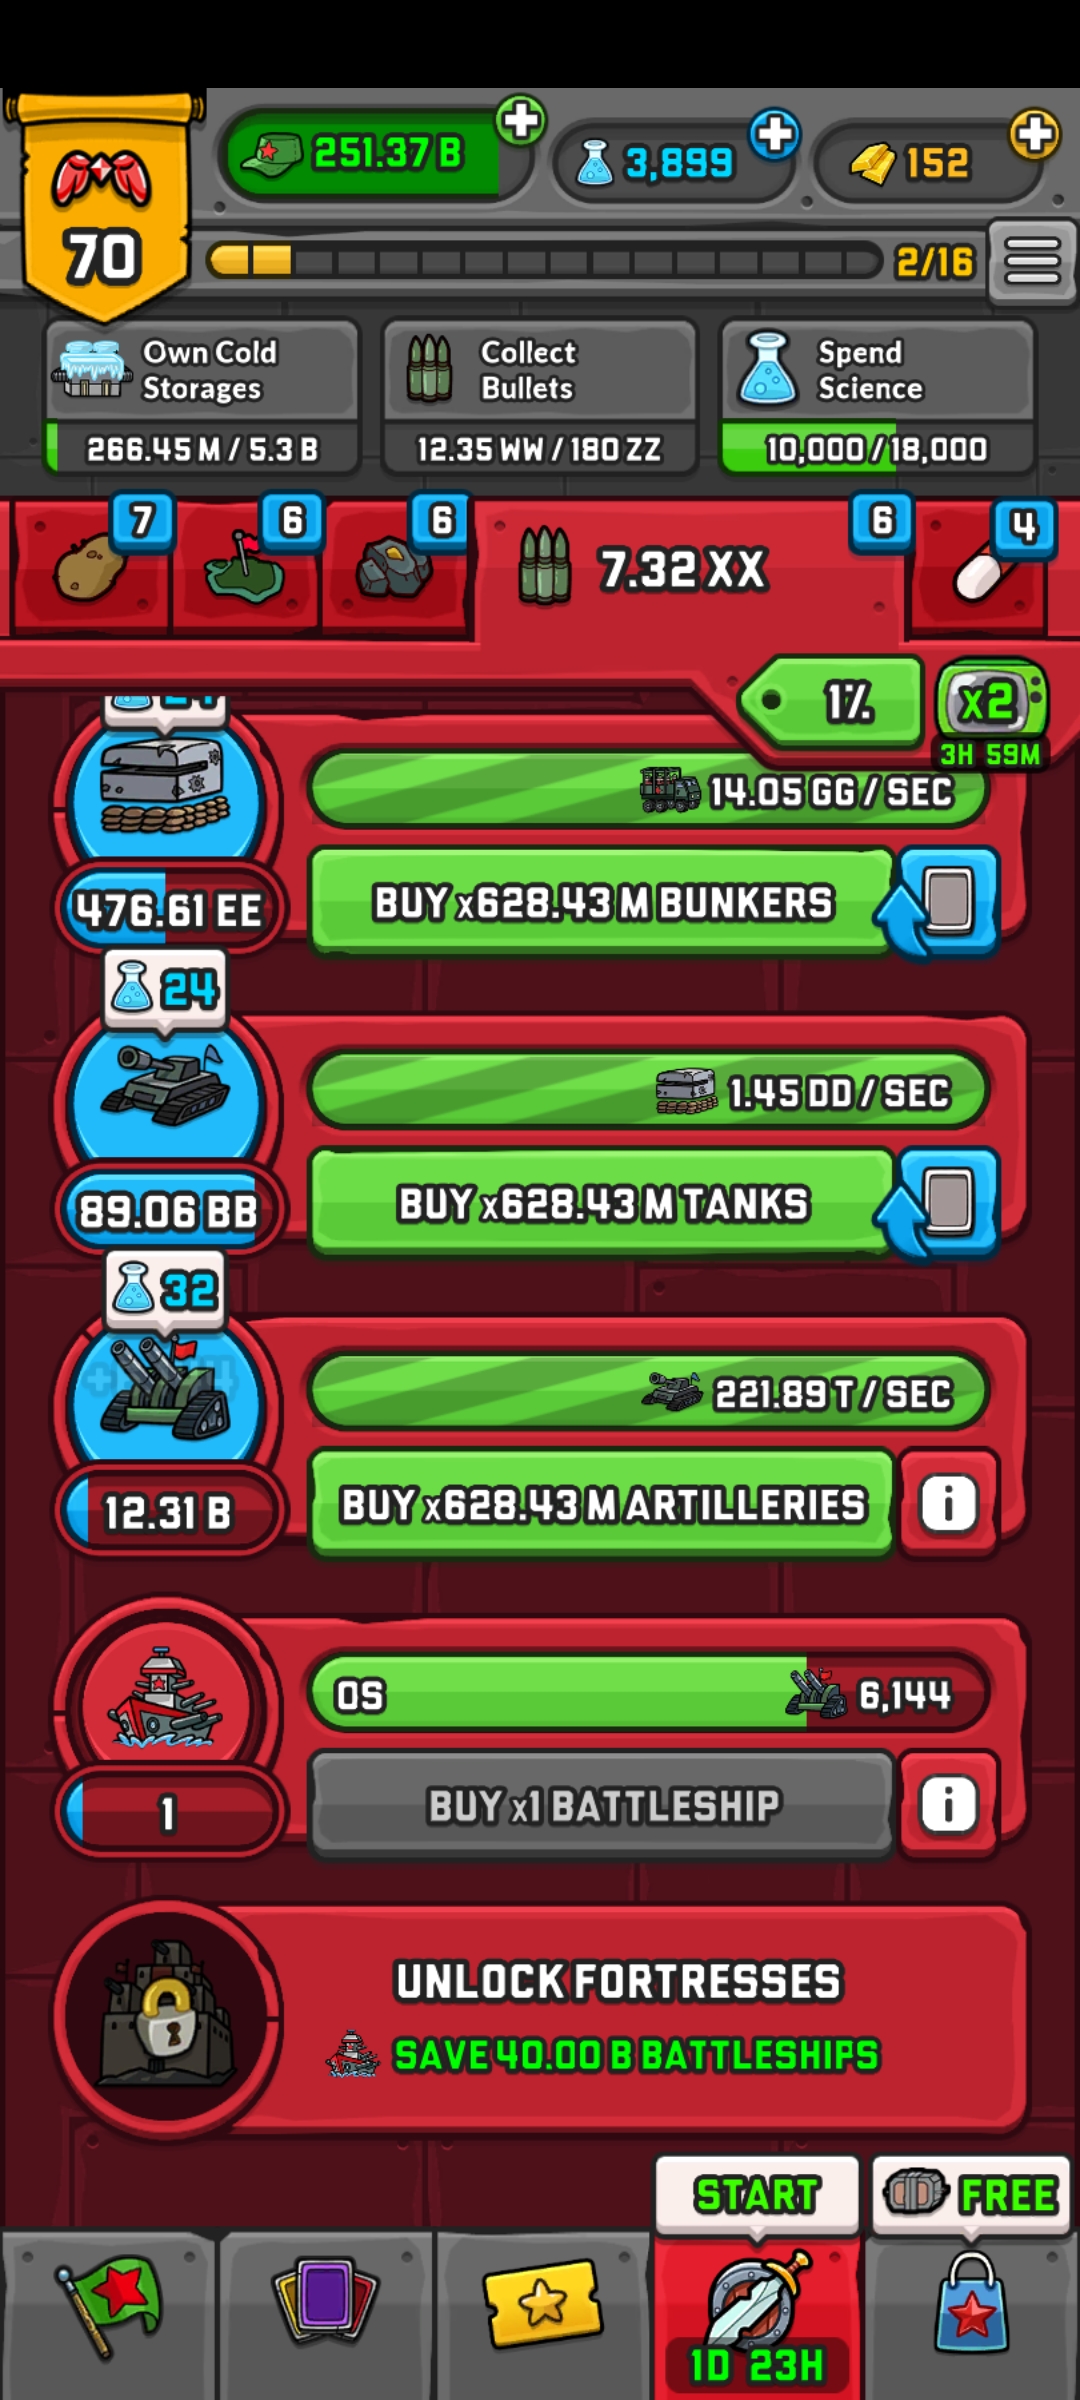 251.37 B
3,899
152
70
2/16
Own Cold
Storages
266.45 M / 5.3 B
Collect
Bullets
12.35 WW / 180 ZZ
Spend
Science
10,000 / 18,000
7
6
6
7.32 XX
6
4
1%
x2
3H 59M
14.05 GG / SEC
476.61 EE
BUY x628.43 M BUNKERS
24
1.45 DD / SEC
89.06 BB
BUY x628.43 M TANKS
32
221.89 T / SEC
12.31 B
BUY x628.43 M ARTILLERIES
i
0S
6,144
1
BUY x1 BATTLESHIP
i
UNLOCK FORTRESSES
SAVE 40.00 B BATTLESHIPS
START
FREE
1D 23H